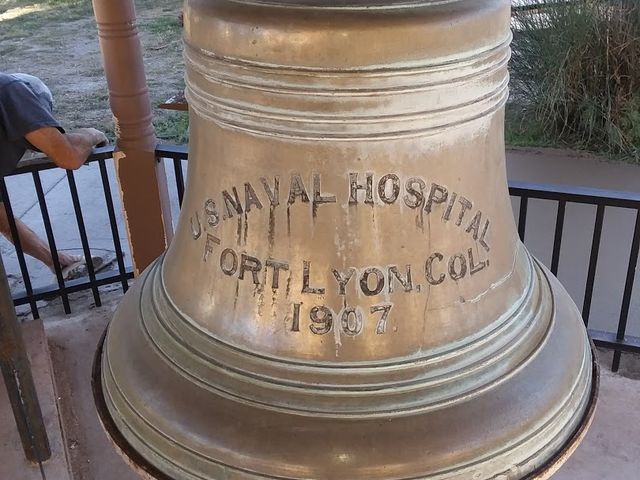 U.S. NAVAL HOSPITAL
FORT LYON, COL.
1907.